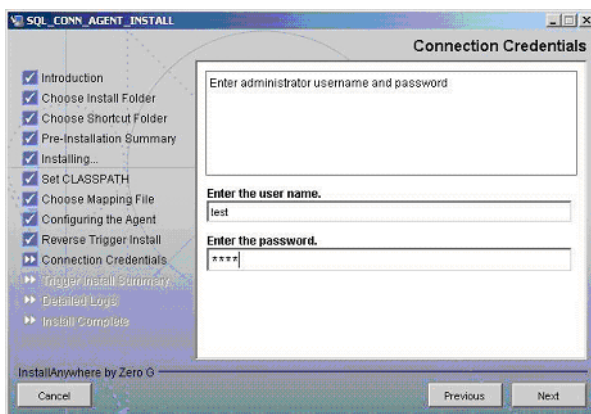 SQL_CONN_AGENT_INSTALL
Connection Credentials
Introduction
Choose Install Folder
Choose Shortcut Folder
Pre-Installation Summary
Installing...
Set CLASSPATH
Choose Mapping File
Configuring the Agent
Reverse Trigger Install
Connection Credentials
Trigger Install Summary
Detailed Logs
Install Complete
Enter administrator username and password
Enter the user name.
test
Enter the password.
****
InstallAnywhere by Zero G
Cancel
Previous
Next